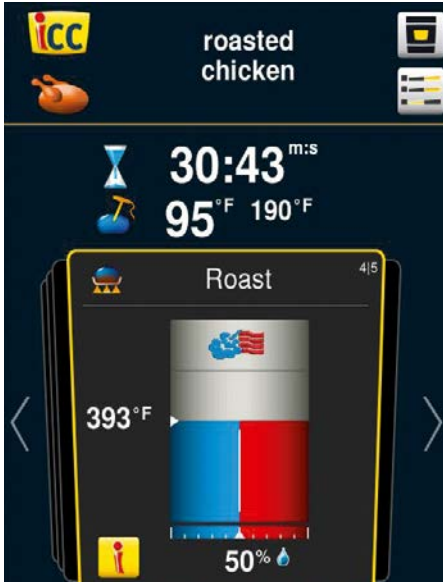 icc
roasted
chicken
30:43 m:s
95°F 190°F
Roast 4|5
393°F
i
50%